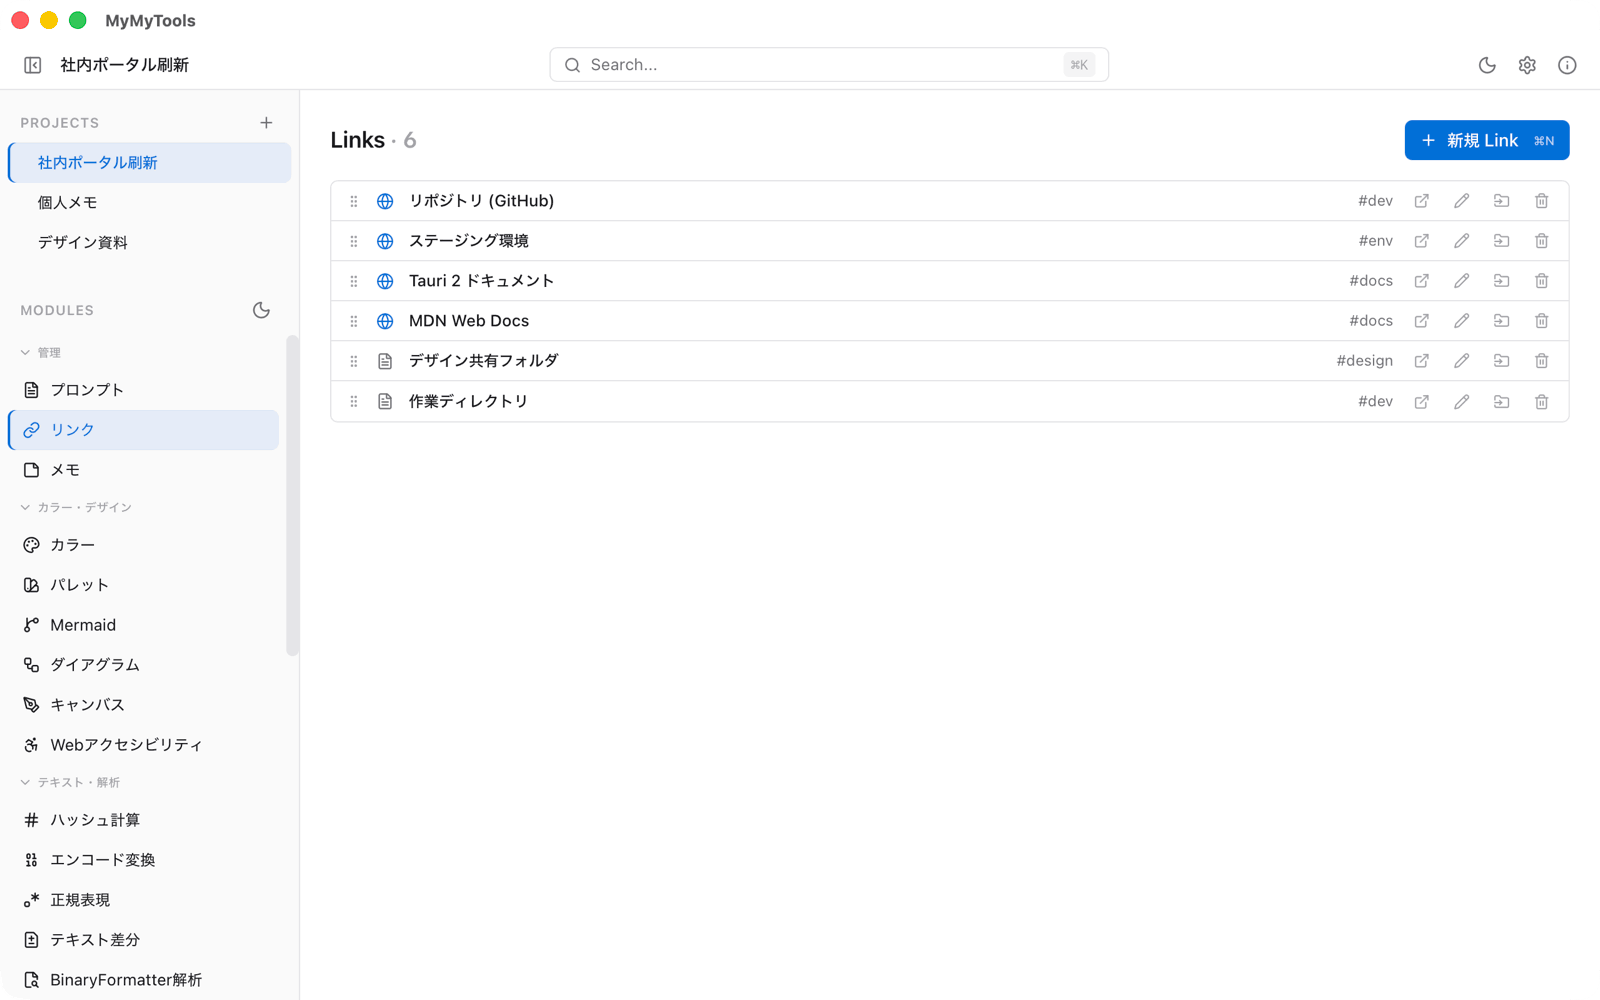 MyMyTools
社内ポータル刷新
Search...
⌘K
PROJECTS
社内ポータル刷新
個人メモ
デザイン資料
MODULES
管理
プロンプト
リンク
メモ
カラー・デザイン
カラー
パレット
Mermaid
ダイアグラム
キャンバス
Webアクセシビリティ
テキスト・解析
ハッシュ計算
エンコード変換
正規表現
テキスト差分
BinaryFormatter解析
Links · 6
新規 Link ⌘N
リポジトリ (GitHub) #dev
ステージング環境 #env
Tauri 2 ドキュメント #docs
MDN Web Docs #docs
デザイン共有フォルダ #design
作業ディレクトリ #dev